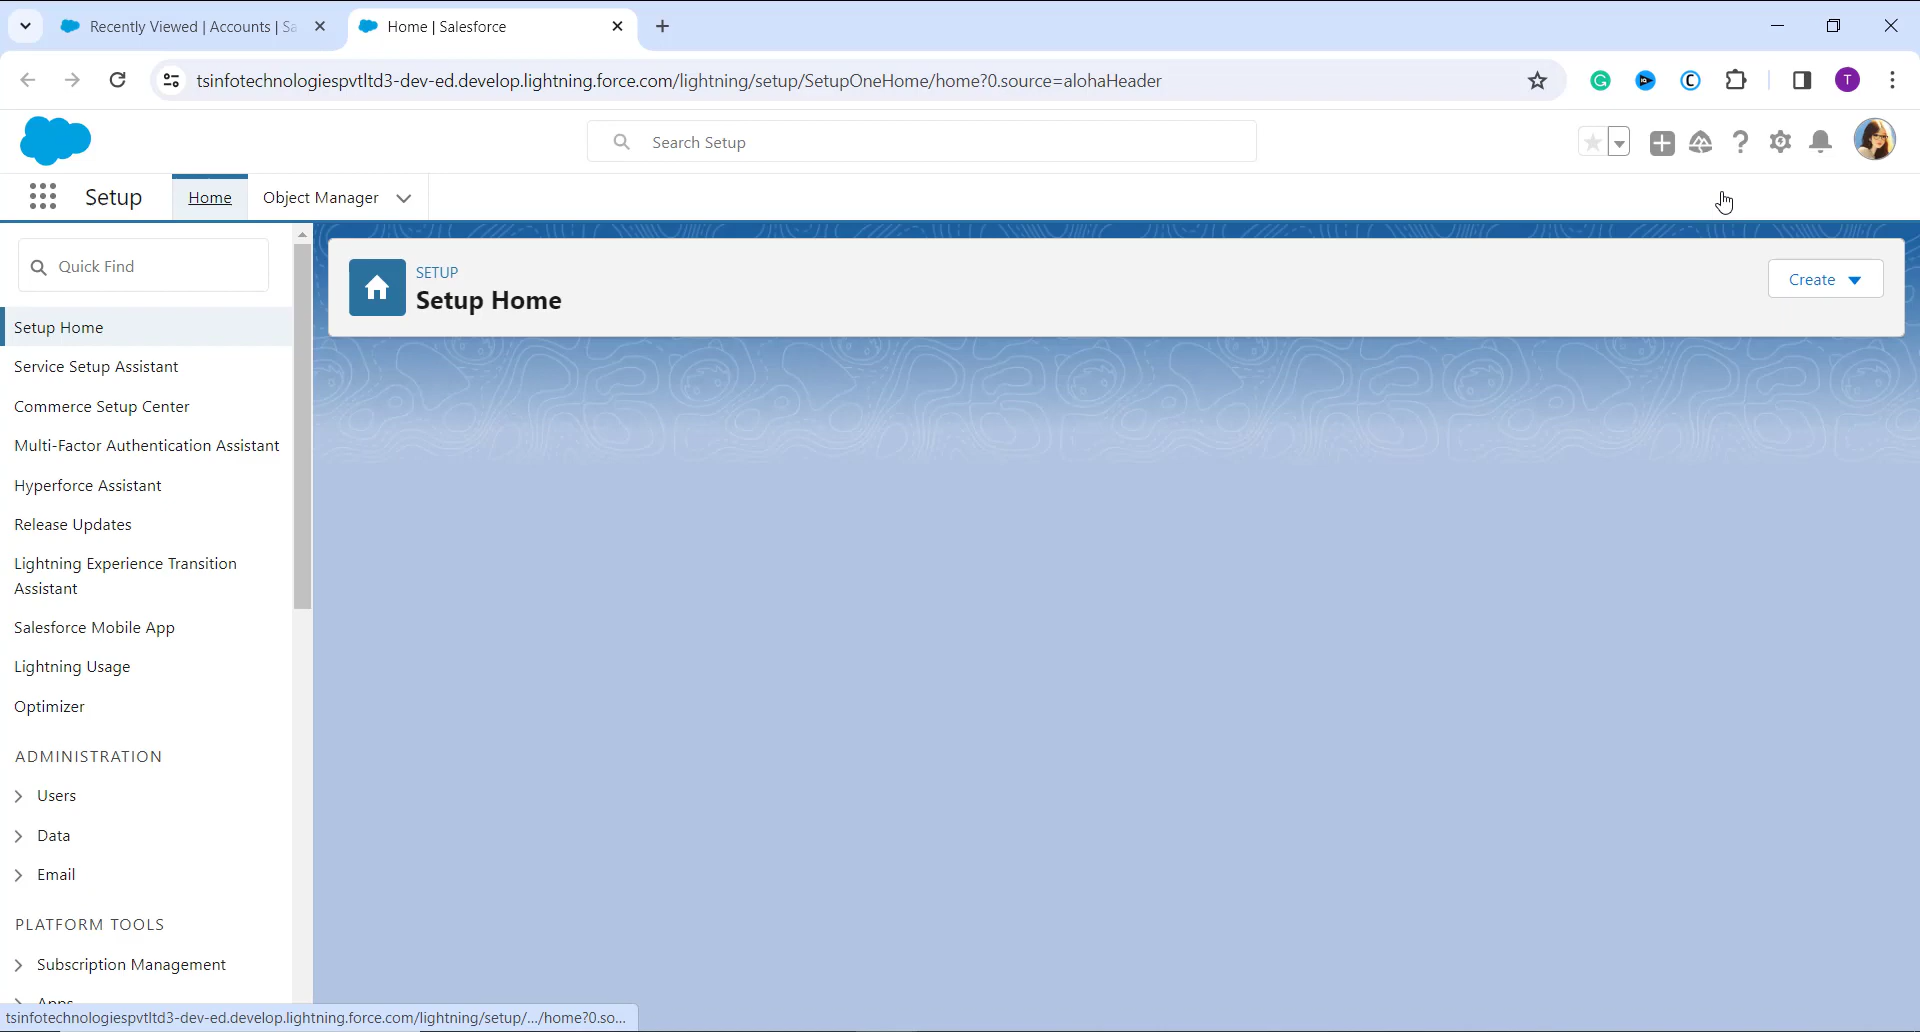 Recently Viewed | Accounts | Sa
Home | Salesforce
tsinfotechnologiespvtltd3-dev-ed.develop.lightning.force.com/lightning/setup/SetupOneHome/home?0.source=alohaHeader
T
Search Setup
Setup
Home
Object Manager
Quick Find
SETUP
Setup Home
Create
Setup Home
Service Setup Assistant
Commerce Setup Center
Multi-Factor Authentication Assistant
Hyperforce Assistant
Release Updates
Lightning Experience Transition
Assistant
Salesforce Mobile App
Lightning Usage
Optimizer
ADMINISTRATION
Users
Data
Email
PLATFORM TOOLS
Subscription Management
Apps
tsinfotechnologiespvtltd3-dev-ed.develop.lightning.force.com/lightning/setup/.../home?0.so...